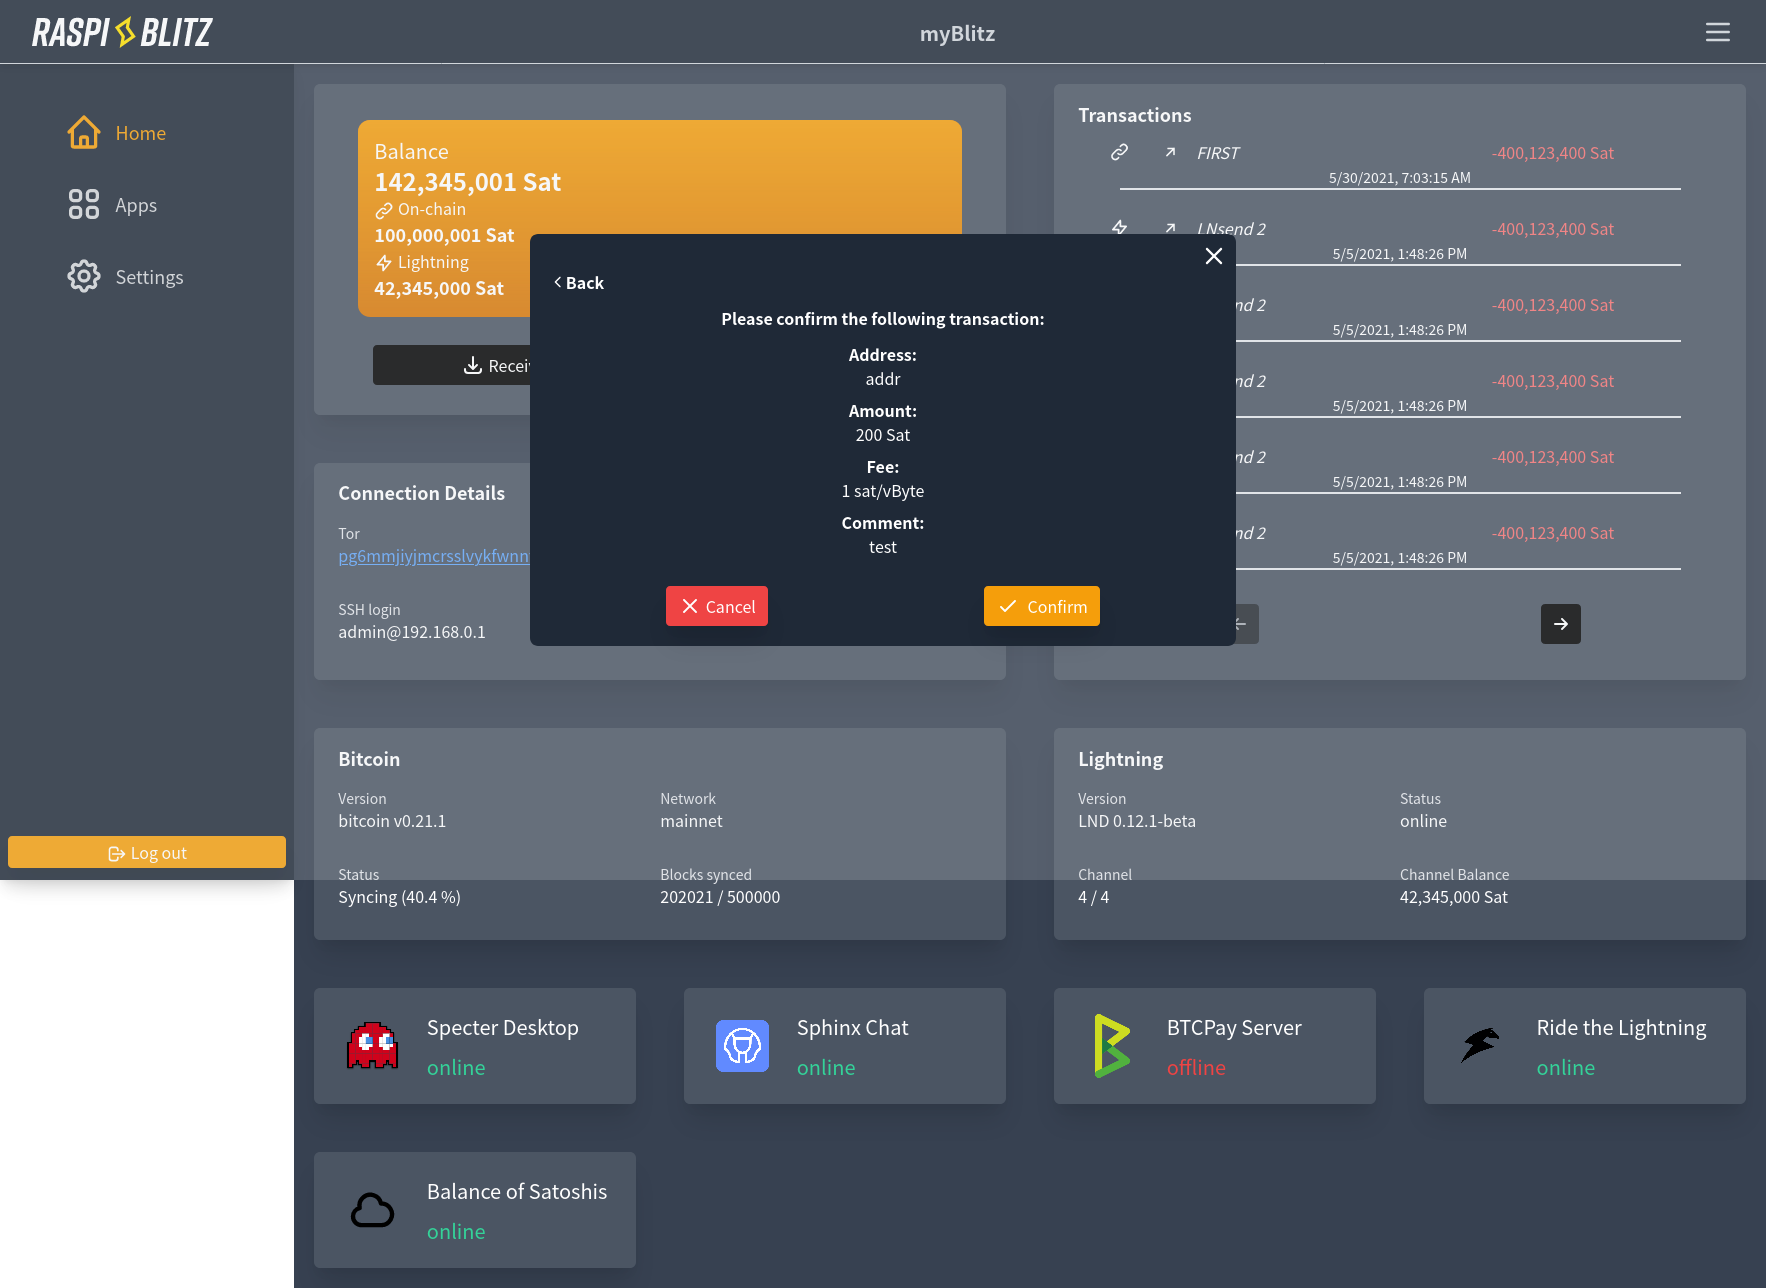 RASPI BLITZ
myBlitz
Home
Apps
Settings
Log out
Balance
142,345,001 Sat
On-chain
100,000,001 Sat
Lightning
42,345,000 Sat
Connection Details
Tor
pg6mmjiyjmcrsslvykfwnn
SSH login
admin@192.168.0.1
Back
Please confirm the following transaction:
Address:
addr
Amount:
200 Sat
Fee:
1 sat/vByte
Comment:
test
Cancel
Confirm
Transactions
FIRST -400,123,400 Sat
5/30/2021, 7:03:15 AM
LNsend 2 -400,123,400 Sat
5/5/2021, 1:48:26 PM
nd 2 -400,123,400 Sat
5/5/2021, 1:48:26 PM
nd 2 -400,123,400 Sat
5/5/2021, 1:48:26 PM
nd 2 -400,123,400 Sat
5/5/2021, 1:48:26 PM
nd 2 -400,123,400 Sat
5/5/2021, 1:48:26 PM
Bitcoin
Version
bitcoin v0.21.1
Network
mainnet
Status
Syncing (40.4 %)
Blocks synced
202021 / 500000
Lightning
Version
LND 0.12.1-beta
Status
online
Channel
4 / 4
Channel Balance
42,345,000 Sat
Specter Desktop
online
Sphinx Chat
online
BTCPay Server
offline
Ride the Lightning
online
Balance of Satoshis
online